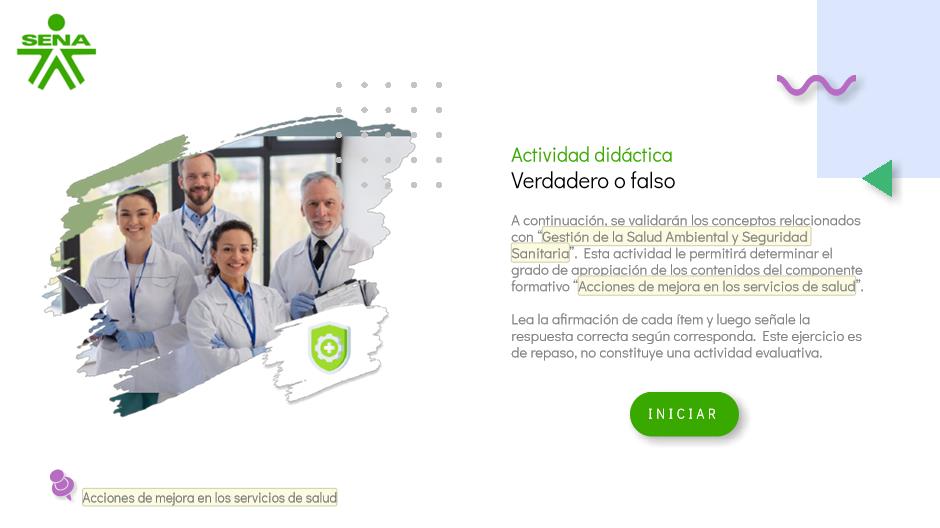 SENA
Actividad didáctica
Verdadero o falso
A continuación, se validarán los conceptos relacionados
con “Gestión de la Salud Ambiental y Seguridad
Sanitaria”. Esta actividad le permitirá determinar el
grado de apropiación de los contenidos del componente
formativo “Acciones de mejora en los servicios de salud”.
Lea la afirmación de cada ítem y luego señale la
respuesta correcta según corresponda. Este ejercicio es
de repaso, no constituye una actividad evaluativa.
INICIAR
Acciones de mejora en los servicios de salud